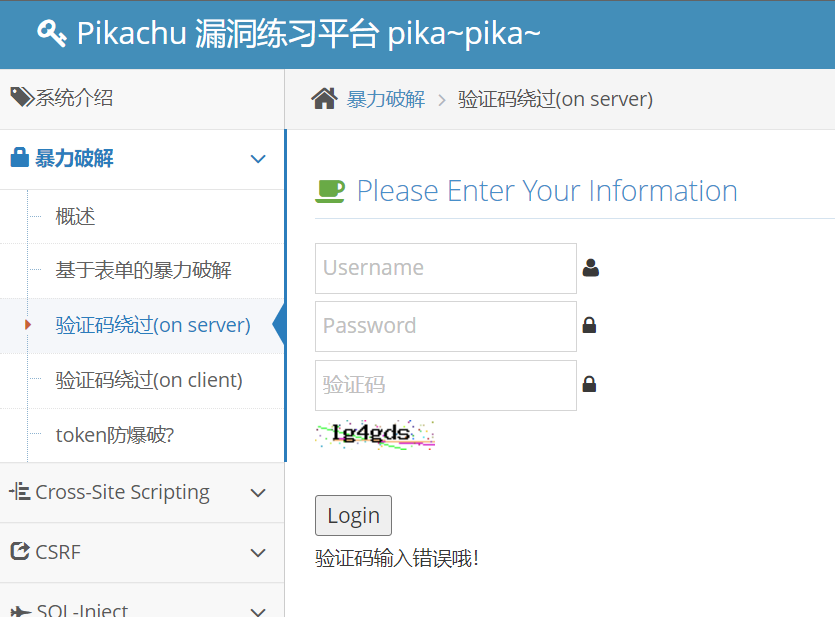 Pikachu 漏洞练习平台 pika~pika~
系统介绍
暴力破解
概述
基于表单的暴力破解
验证码绕过(on server)
验证码绕过(on client)
token防爆破?
Cross-Site Scripting
CSRF
SQL-Inject
暴力破解 > 验证码绕过(on server)
Please Enter Your Information
Username
Password
验证码
lg4gds
Login
验证码输入错误哦!